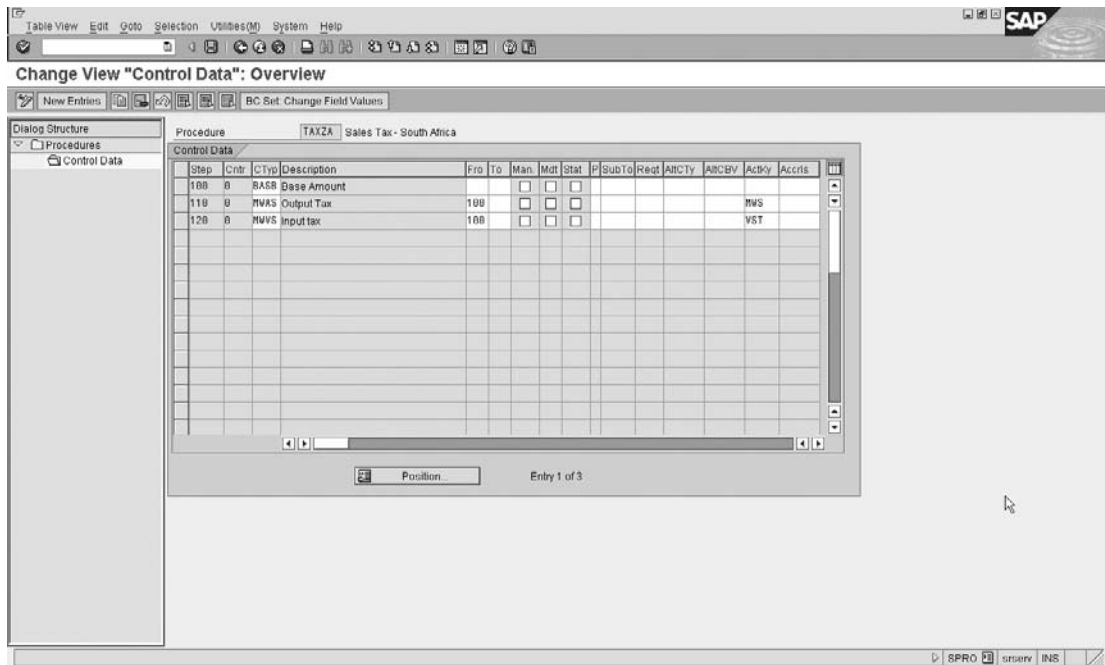 Table View Edit Goto Selection Utilities(M) System Help
SAP
Change View "Control Data": Overview
New Entries BC Set: Change Field Values
Dialog Structure
Procedures
Control Data
Procedure TAXZA Sales Tax - South Africa
Control Data
Step Cntr CTyp Description Fro To Man. Mdt Stat P SubTo Reqt AltCTy AltCBV ActKy Accrls
100 0 BASB Base Amount
110 0 MWAS Output Tax 100 MWS
120 0 MWVS Input tax 100 VST
Position... Entry 1 of 3
SPRO srserv INS